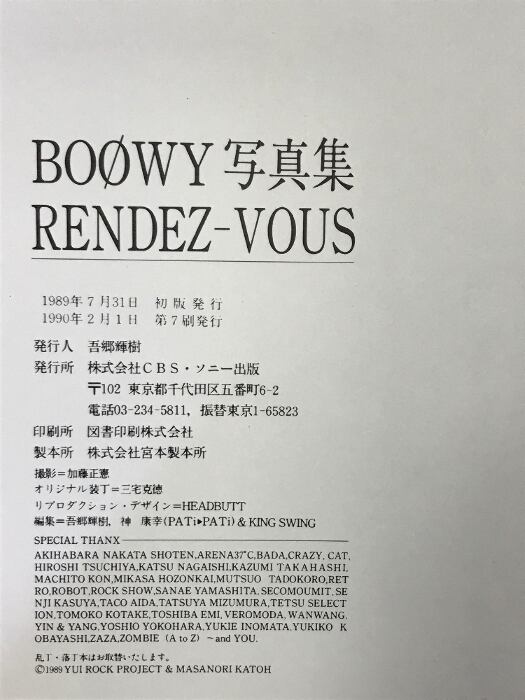 BOØWY 写真集
RENDEZ-VOUS
1989年7月31日 初版発行
1990年2月1日 第7刷発行
発行人 吾郷輝樹
発行所 株式会社CBS・ソニー出版
〒102 東京都千代田区五番町6-2
電話03-234-5811, 振替東京1-65823
印刷所 図書印刷株式会社
製本所 株式会社宮本製本所
撮影=加藤正憲
オリジナル装丁=三宅克徳
リプロダクション・デザイン=HEADBUTT
編集=吾郷輝樹, 神 康幸(PATi▸PATi) & KING SWING
SPECIAL THANX
AKIHABARA NAKATA SHOTEN,ARENA37℃,BADA,CRAZY, CAT,
HIROSHI TSUCHIYA,KATSU NAGAISHI,KAZUMI TAKAHASHI,
MACHITO KON,MIKASA HOZONKAI,MUTSUO TADOKORO,RET
RO,ROBOT,ROCK SHOW,SANAE YAMASHITA,SECOMOUMIT,SE
NJI KASUYA,TACO AIDA,TATSUYA MIZUMURA,TETSU SELECT
ION,TOMOKO KOTAKE,TOSHIBA EMI,VEROMODA,WANWANG,
YIN & YANG,YOSHIO YOKOHARA,YUKIE INOMATA,YUKIKO K
OBAYASHI,ZAZA,ZOMBIE (A to Z) ~and YOU.
乱丁・落丁本はお取替いたします。
©1989 YUI ROCK PROJECT & MASANORI KATOH